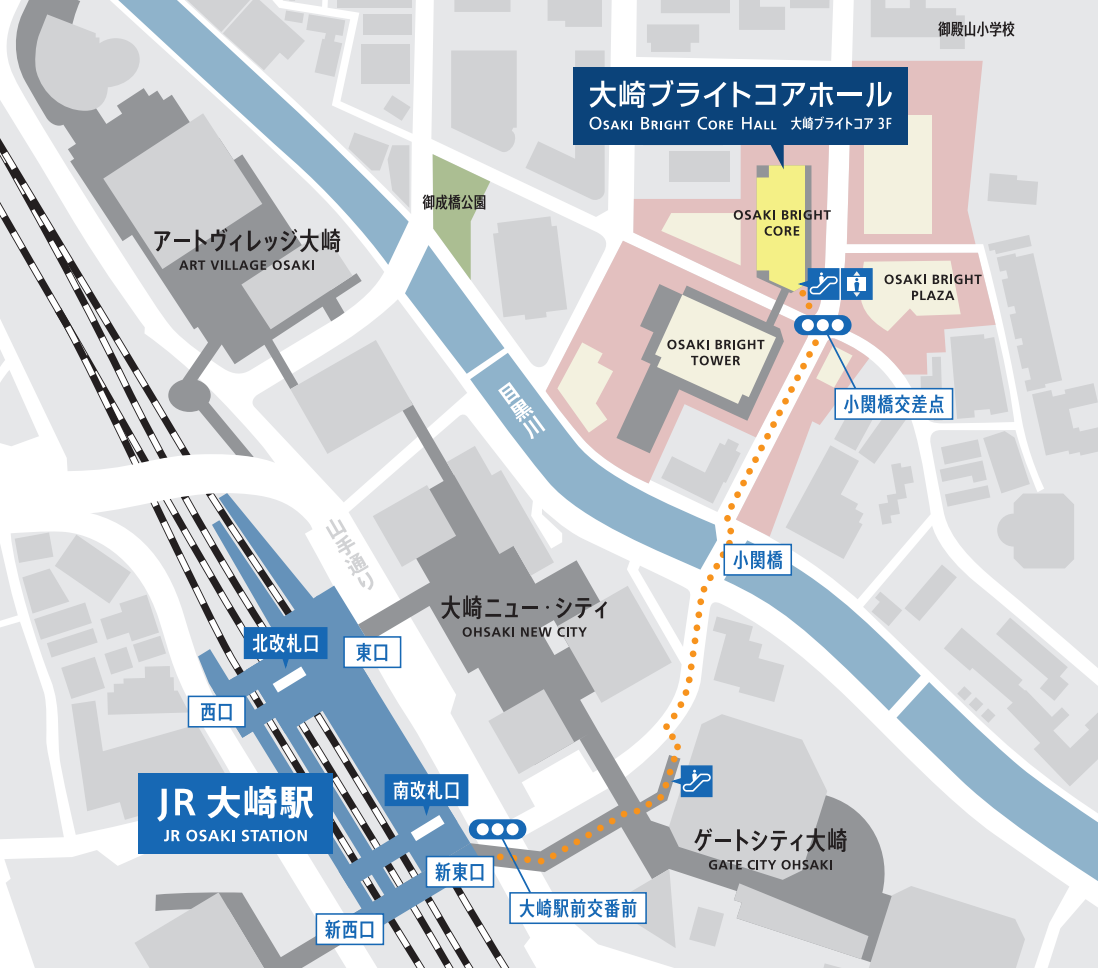 御殿山小学校
大崎ブライトコアホール
OSAKI BRIGHT CORE HALL 大崎ブライトコア 3F
御成橋公園
OSAKI BRIGHT
CORE
アートヴィレッジ大崎
ART VILLAGE OSAKI
OSAKI BRIGHT
PLAZA
OSAKI BRIGHT
TOWER
小関橋交差点
目黒川
山手通り
小関橋
大崎ニュー・シティ
OHSAKI NEW CITY
北改札口
東口
西口
JR 大崎駅
JR OSAKI STATION
南改札口
ゲートシティ大崎
GATE CITY OHSAKI
新東口
大崎駅前交番前
新西口